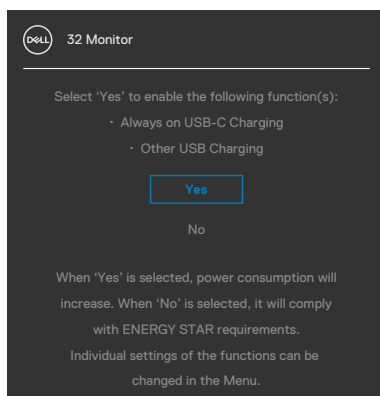 DELL 32 Monitor
Select ‘Yes’ to enable the following function(s):
· Always on USB-C Charging
· Other USB Charging
Yes
No
When ‘Yes’ is selected, power consumption will
increase. When ‘No’ is selected, it will comply
with ENERGY STAR requirements.
Individual settings of the functions can be
changed in the Menu.